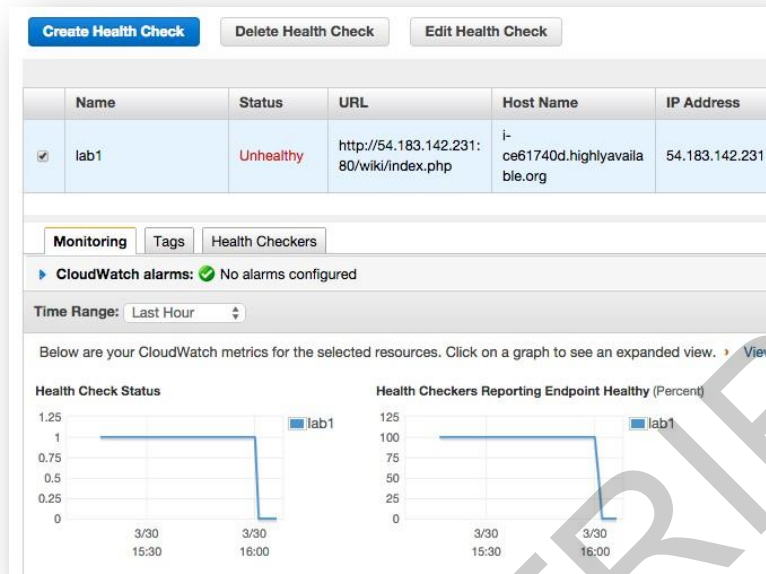 Create Health Check Delete Health Check Edit Health Check
Name Status URL Host Name IP Address
lab1 Unhealthy http://54.183.142.231:80/wiki/index.php i-ce61740d.highlyavailable.org 54.183.142.231
Monitoring Tags Health Checkers
CloudWatch alarms: No alarms configured
Time Range: Last Hour
Below are your CloudWatch metrics for the selected resources. Click on a graph to see an expanded view. View
Health Check Status
1.25
1
0.75
0.5
0.25
0
lab1
3/30 3/30
15:30 16:00
Health Checkers Reporting Endpoint Healthy (Percent)
125
100
75
50
25
0
lab1
3/30 3/30
15:30 16:00